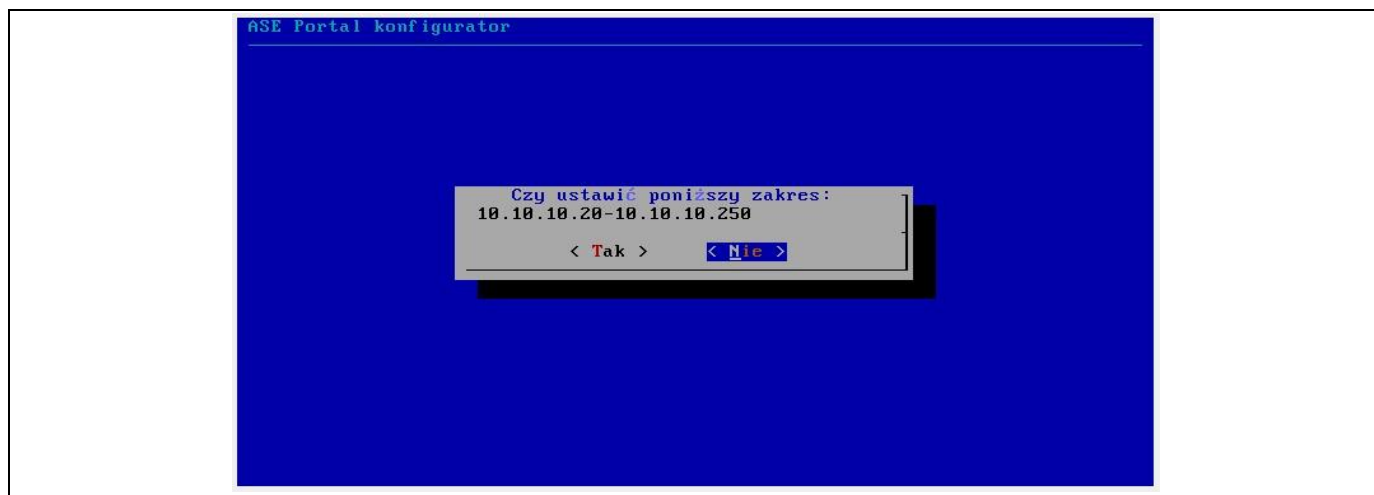 ASE Portal konfigurator
Czy ustawić poniższy zakres:
10.10.10.20-10.10.10.250
< Tak > < Nie >